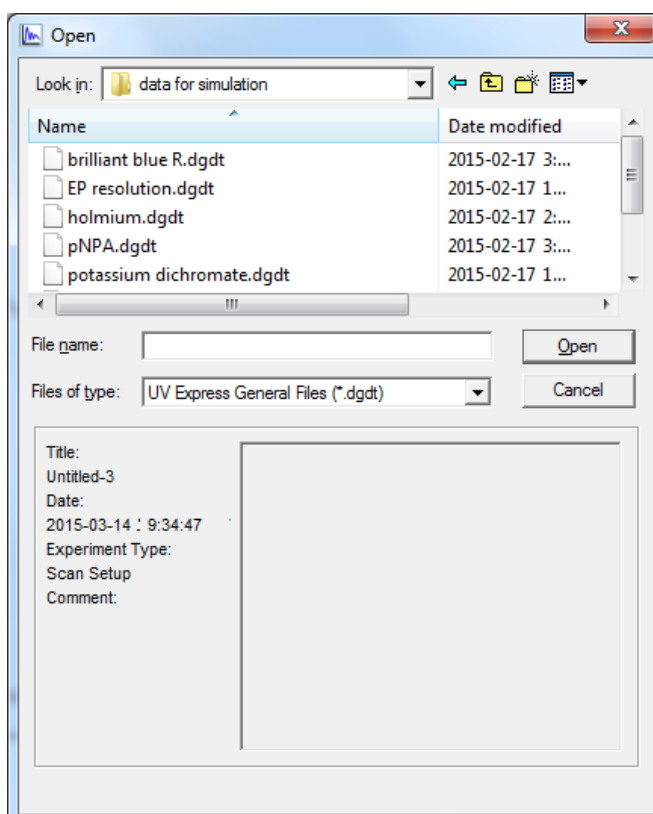 Open
Look in: data for simulation
Name Date modified
brilliant blue R.dgdt 2015-02-17 3:...
EP resolution.dgdt 2015-02-17 1...
holmium.dgdt 2015-02-17 2:...
pNPA.dgdt 2015-02-17 3:...
potassium dichromate.dgdt 2015-02-17 1...
File name: Open
Files of type: UV Express General Files (*.dgdt) Cancel
Title:
Untitled-3
Date:
2015-03-14 : 9:34:47
Experiment Type:
Scan Setup
Comment: